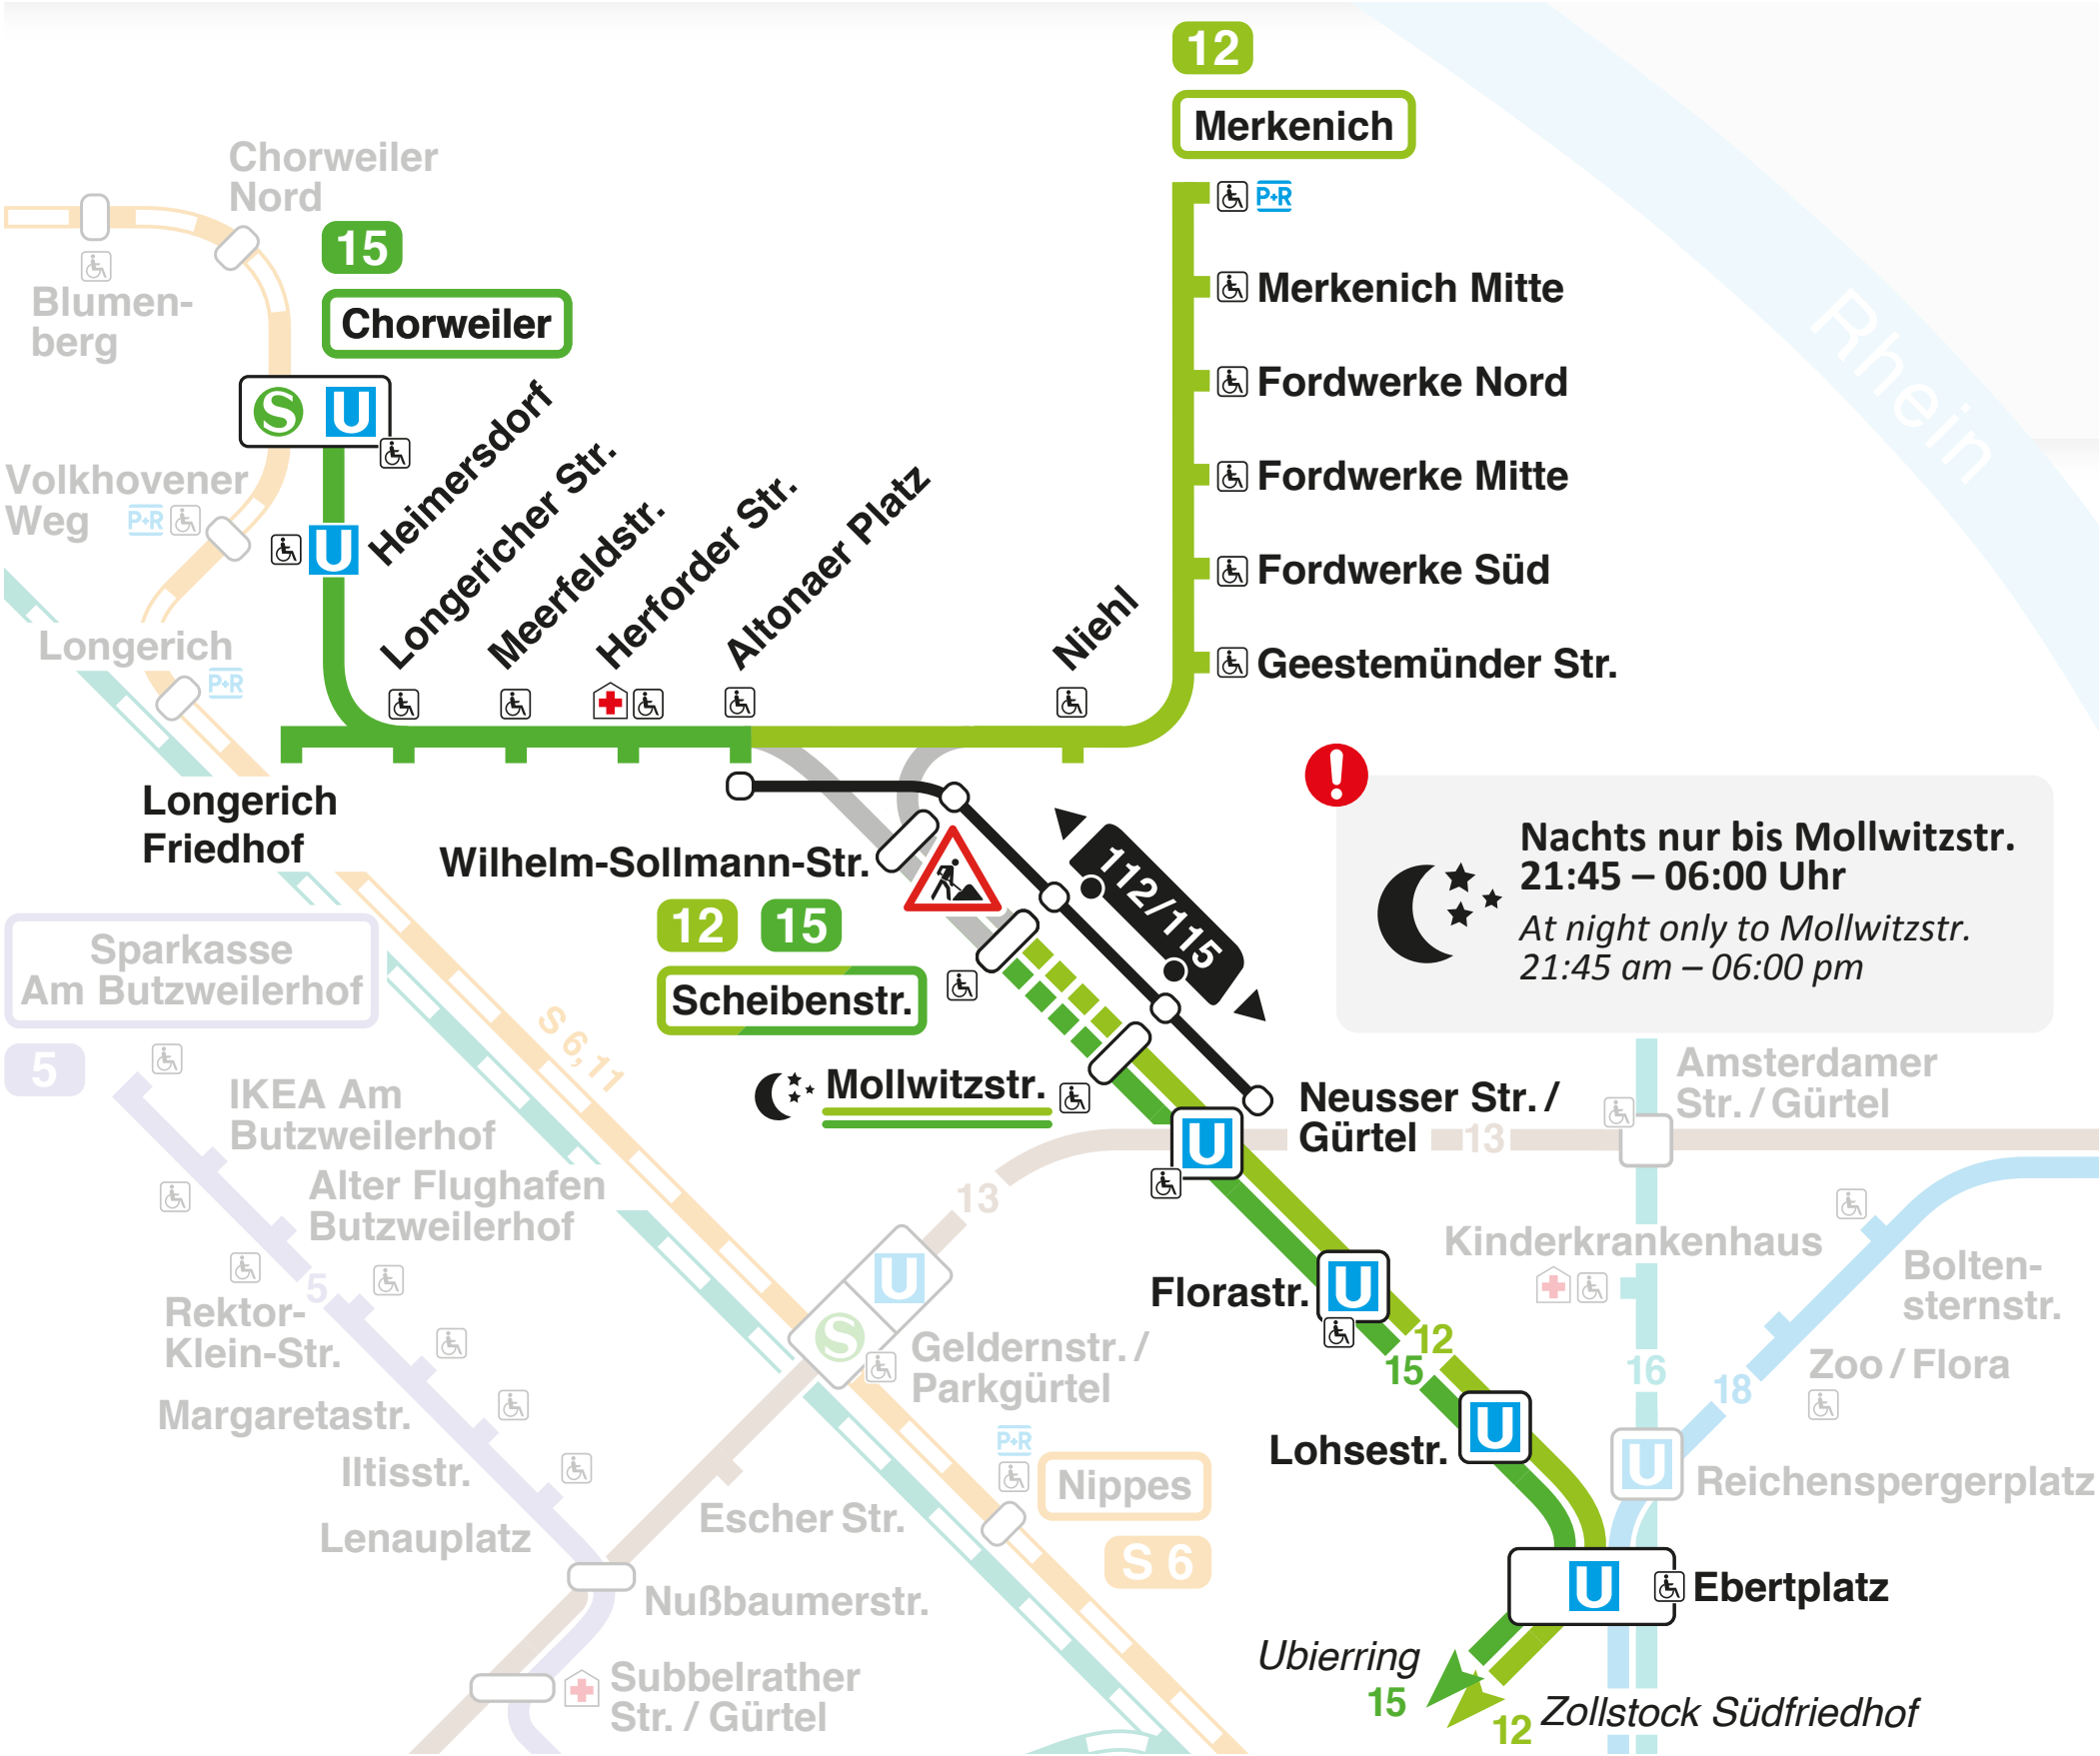 12
Merkenich
P+R
Merkenich Mitte
Fordwerke Nord
Fordwerke Mitte
Fordwerke Süd
Geestemünder Str.
Rhein
Chorweiler
Nord
15
Chorweiler
Blumen-
berg
S U
Volkhovener
Weg P+R
U
Heimersdorf
Longericher Str.
Meerfeldstr.
Herforder Str.
Altonaer Platz
Niehl
Longerich
P+R
Longerich
Friedhof
Wilhelm-Sollmann-Str.
12 15
Scheibenstr.
112/115
!
Nachts nur bis Mollwitzstr.
21:45 – 06:00 Uhr
At night only to Mollwitzstr.
21:45 am – 06:00 pm
Sparkasse
Am Butzweilerhof
5
S 6,11
Mollwitzstr.
Neusser Str. /
Gürtel
U
13
Amsterdamer
Str. / Gürtel
IKEA Am
Butzweilerhof
Alter Flughafen
Butzweilerhof
13
5
Rektor-
Klein-Str.
Margaretastr.
Iltisstr.
Lenauplatz
U
S
Geldernstr. /
Parkgürtel
Florastr.
U
12
15
Kinderkrankenhaus
16
Bolten-
sternstr.
Zoo / Flora
18
Lohsestr.
U
U
Reichenspergerplatz
P+R
Nippes
S 6
Escher Str.
Nußbaumerstr.
Subbelrather
Str. / Gürtel
U
Ebertplatz
Ubierring
15
12
Zollstock Südfriedhof